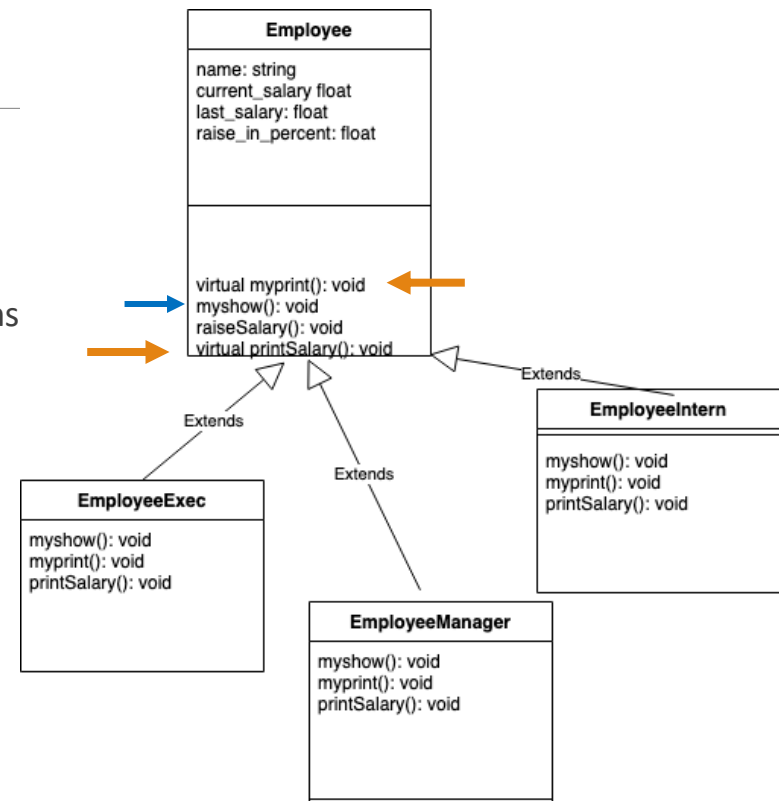 Employee
name: string
current_salary float
last_salary: float
raise_in_percent: float
virtual myprint(): void
myshow(): void
raiseSalary(): void
virtual printSalary(): void
Extends
Extends
Extends
EmployeeIntern
myshow(): void
myprint(): void
printSalary(): void
EmployeeExec
myshow(): void
myprint(): void
printSalary(): void
EmployeeManager
myshow(): void
myprint(): void
printSalary(): void